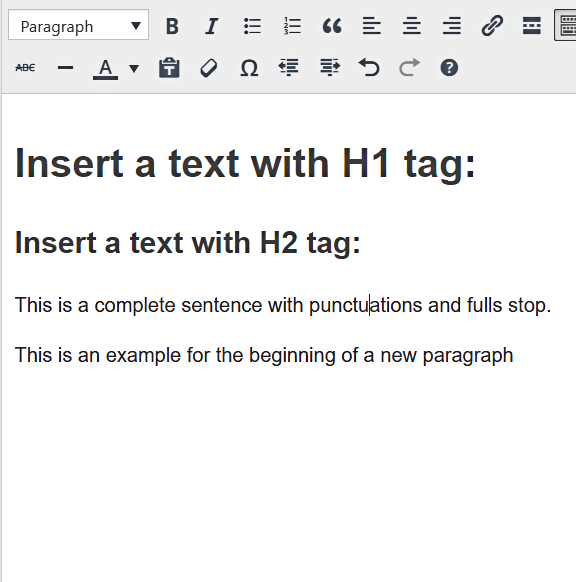 Paragraph
ABC
Insert a text with H1 tag:
Insert a text with H2 tag:
This is a complete sentence with punctuations and fulls stop.
This is an example for the beginning of a new paragraph